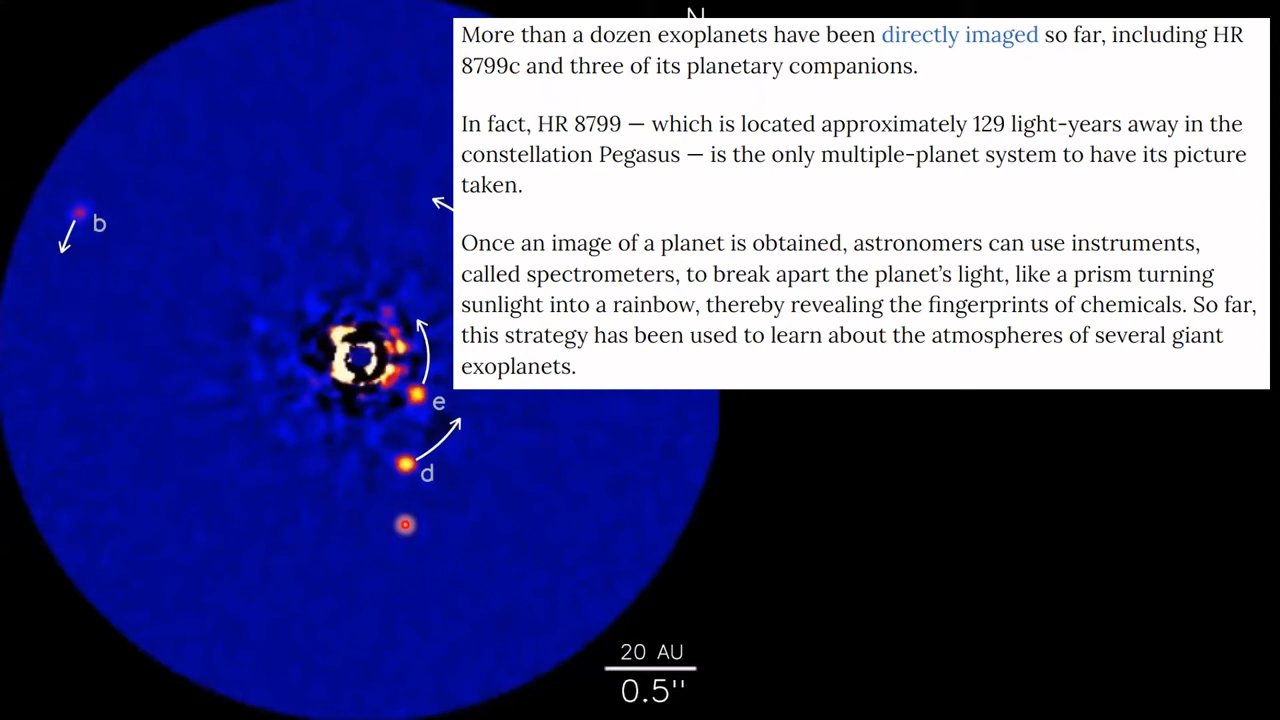 N
More than a dozen exoplanets have been directly imaged so far, including HR
8799c and three of its planetary companions.
In fact, HR 8799 — which is located approximately 129 light-years away in the
constellation Pegasus — is the only multiple-planet system to have its picture
taken.
Once an image of a planet is obtained, astronomers can use instruments,
called spectrometers, to break apart the planet’s light, like a prism turning
sunlight into a rainbow, thereby revealing the fingerprints of chemicals. So far,
this strategy has been used to learn about the atmospheres of several giant
exoplanets.
b
e
d
20 AU
0.5"